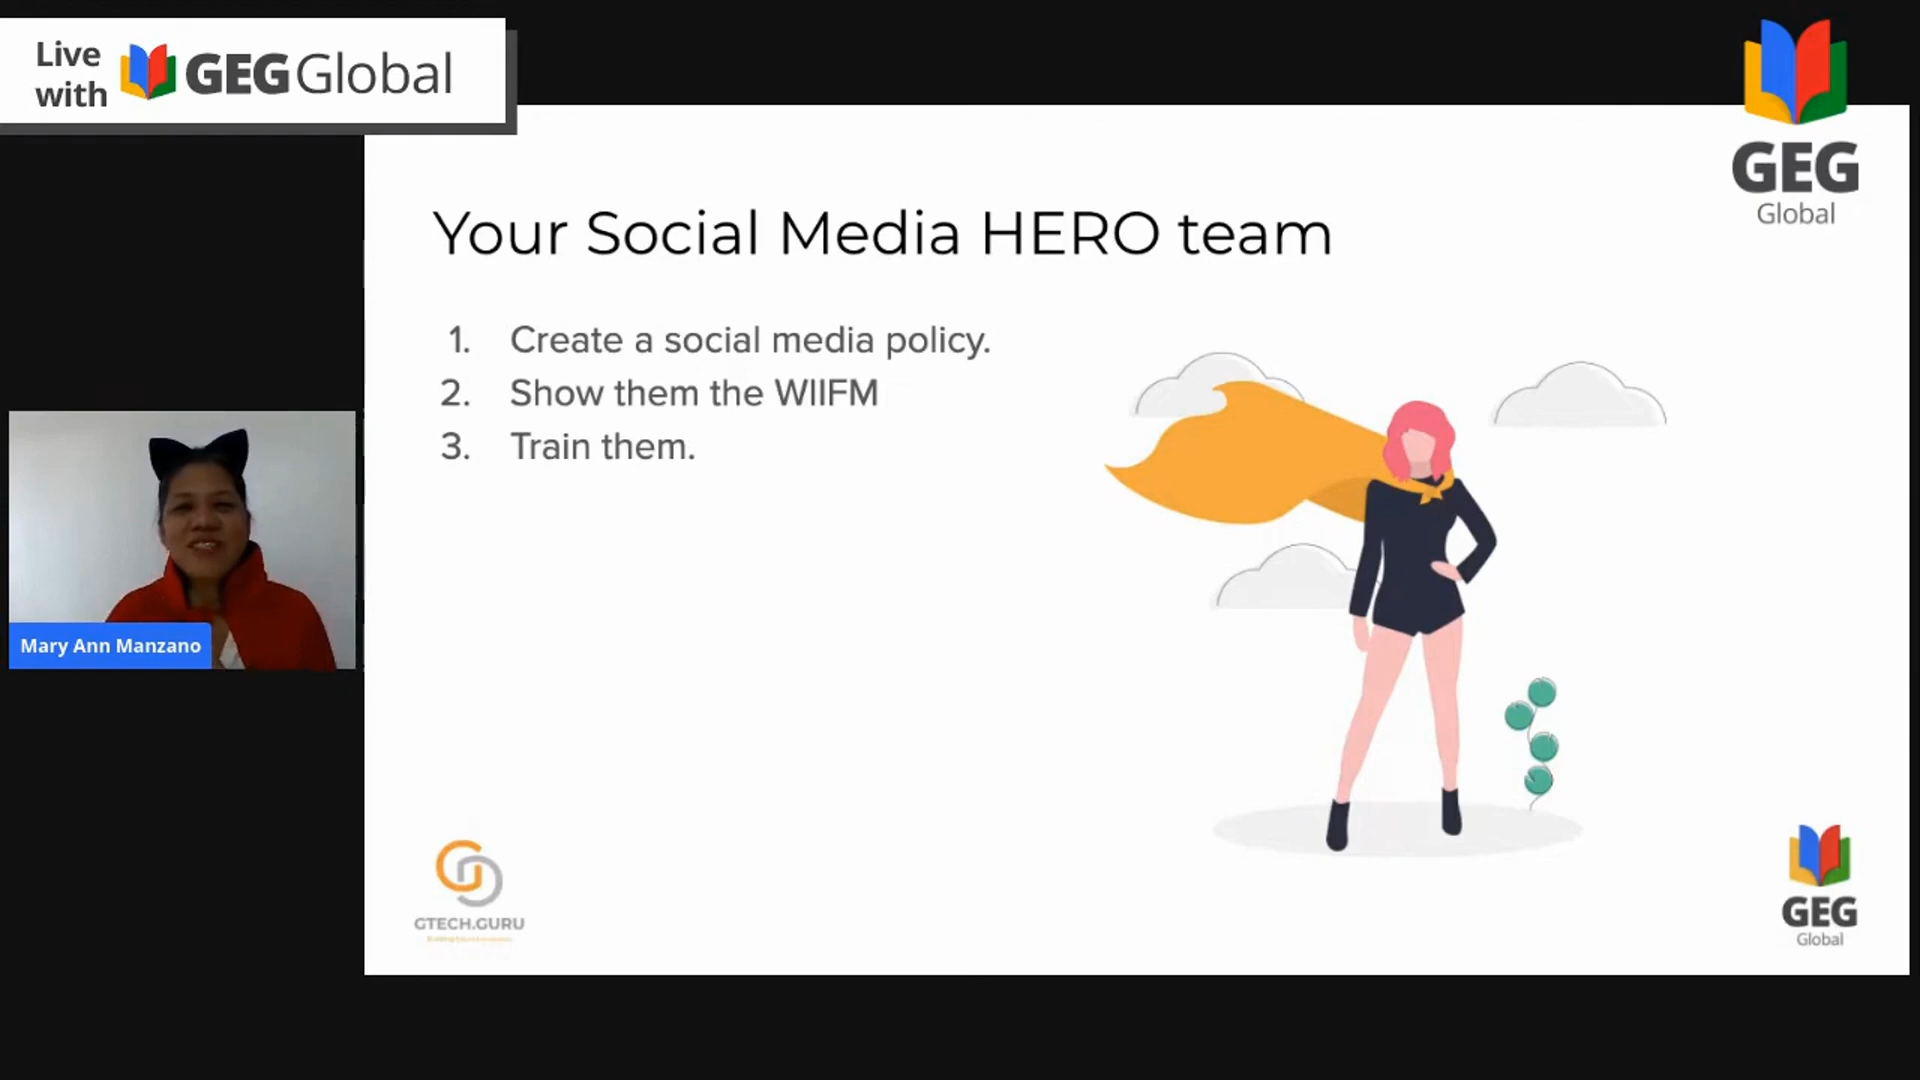 Live
with
GEG Global
GEG
Global
Your Social Media HERO team
1. Create a social media policy.
2. Show them the WIIFM
3. Train them.
Mary Ann Manzano
GTECH.GURU
GEG
Global